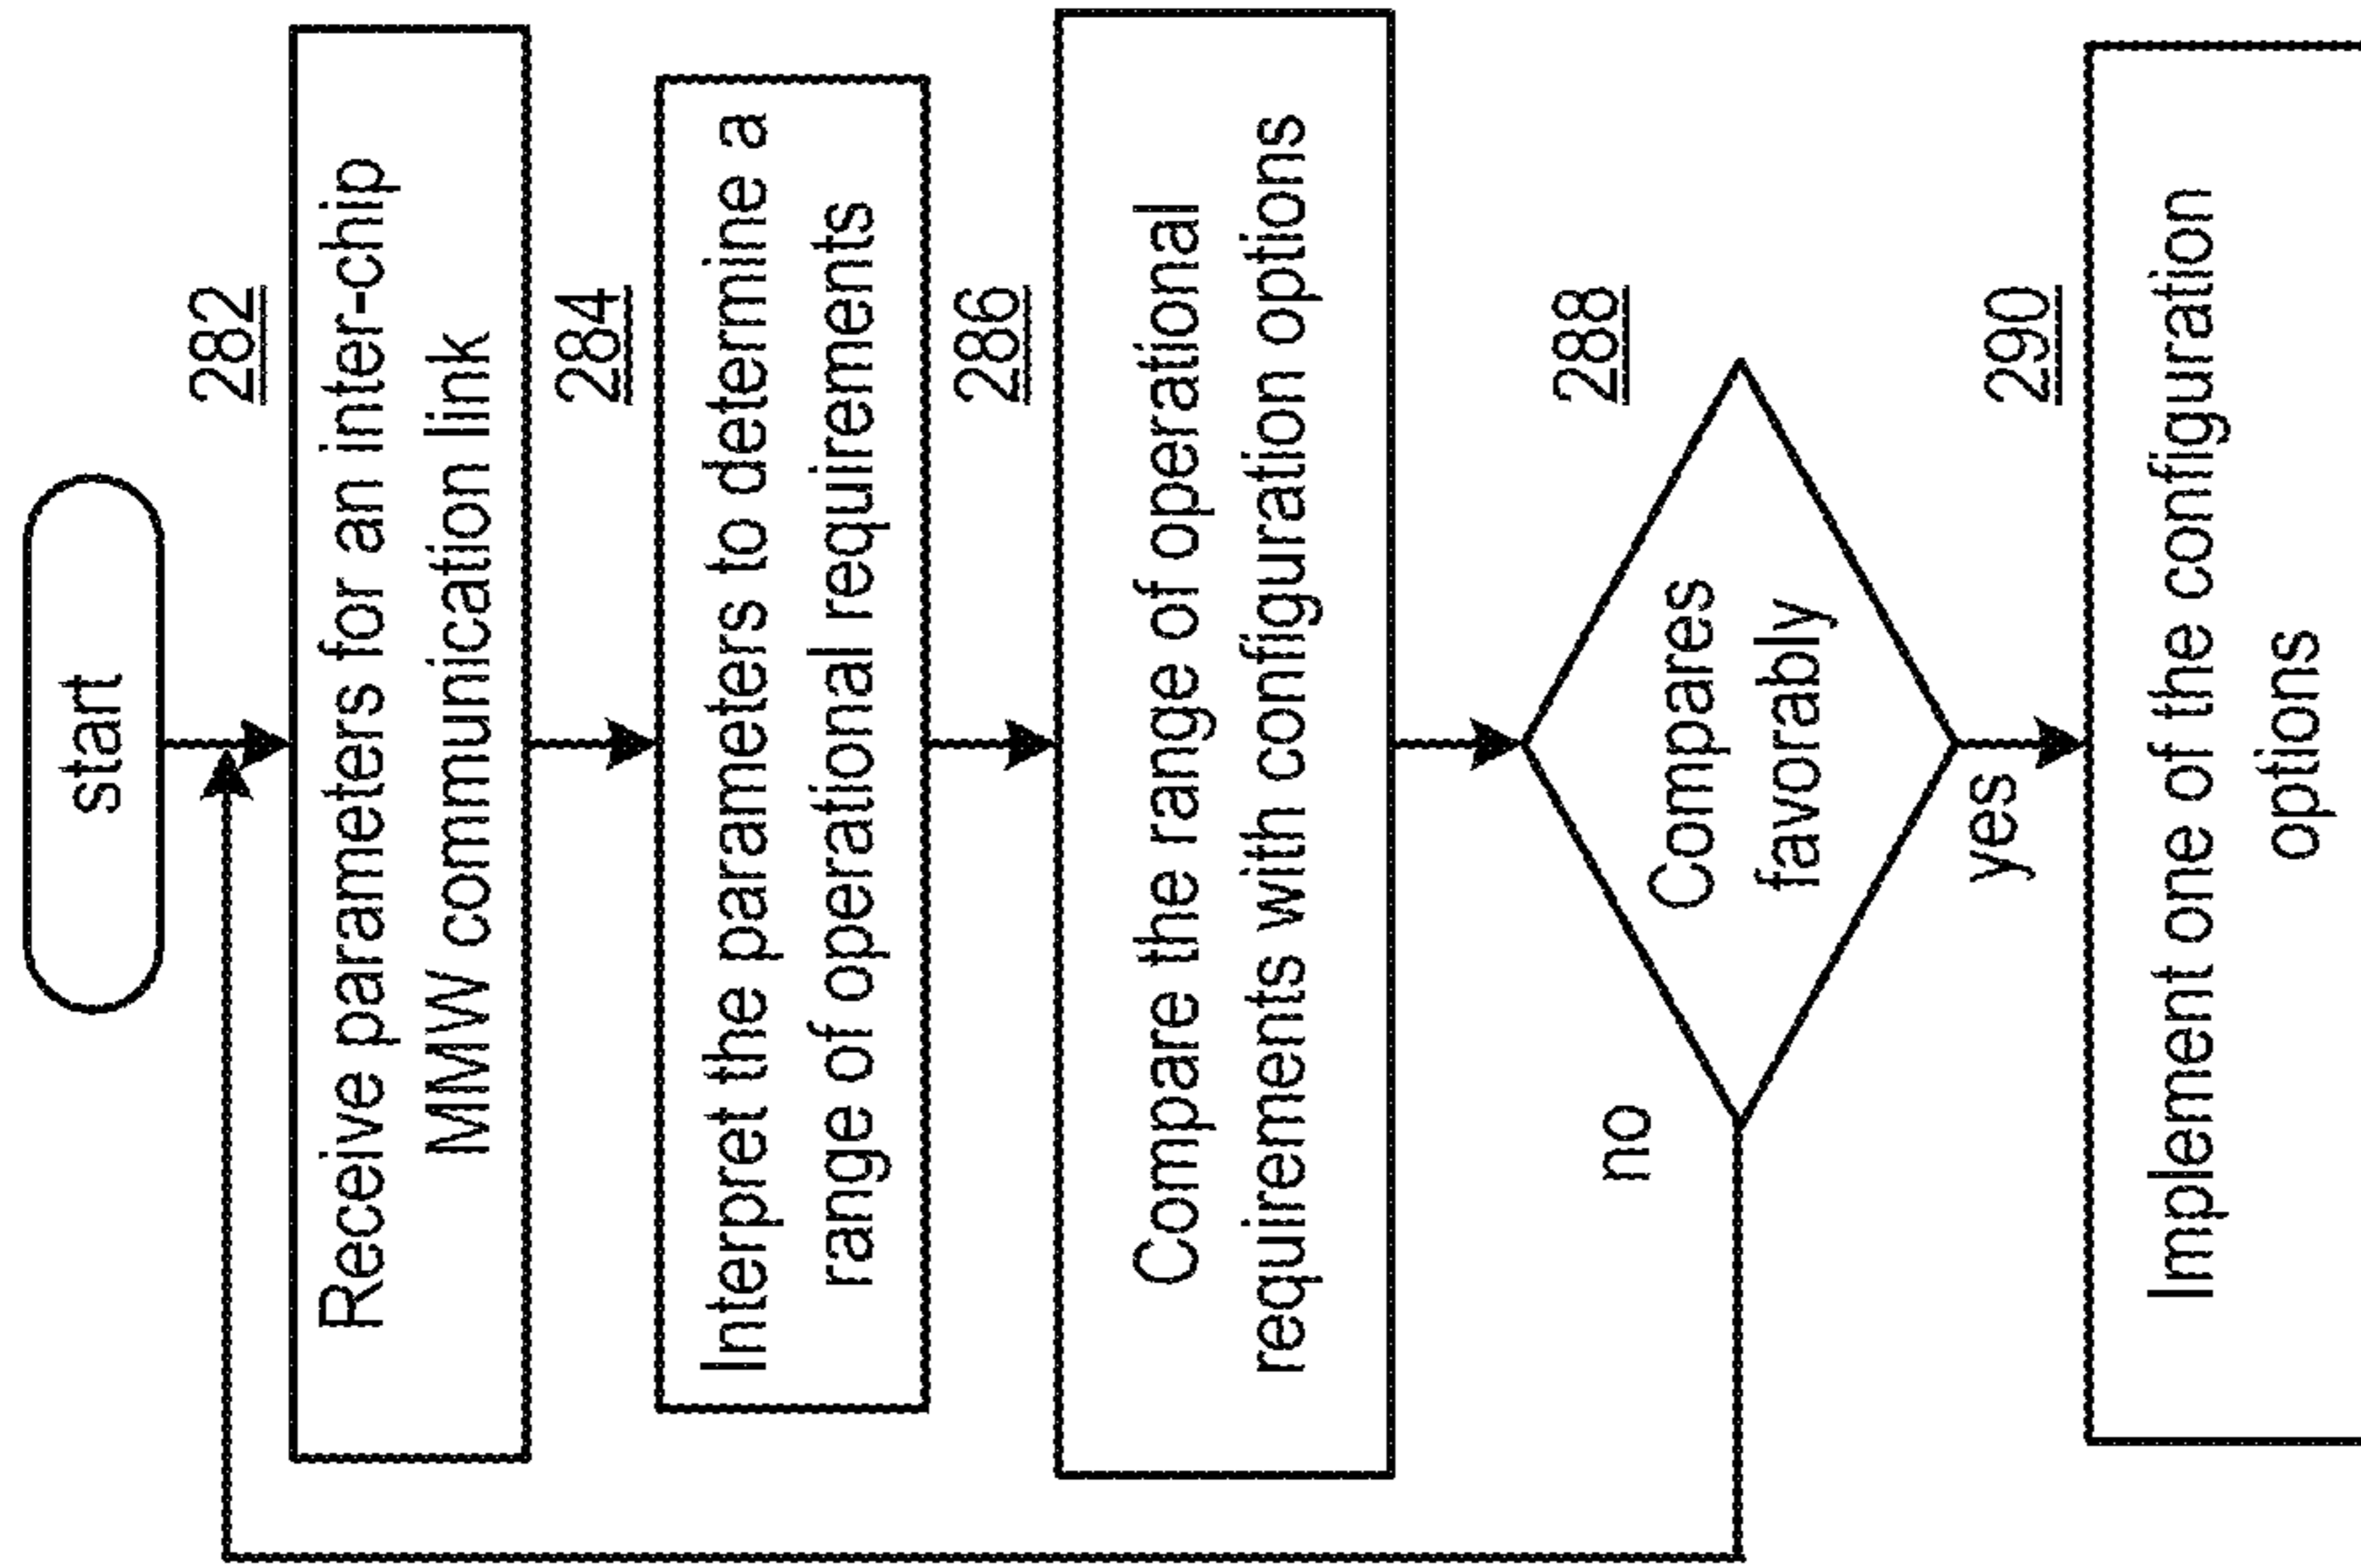 start
282
Receive parameters for an inter-chip
MMW communication link
284
Interpret the parameters to determine a
range of operational requirements
286
Compare the range of operational
requirements with configuration options
288
Compares
favorably
no
yes
290
Implement one of the configuration
options